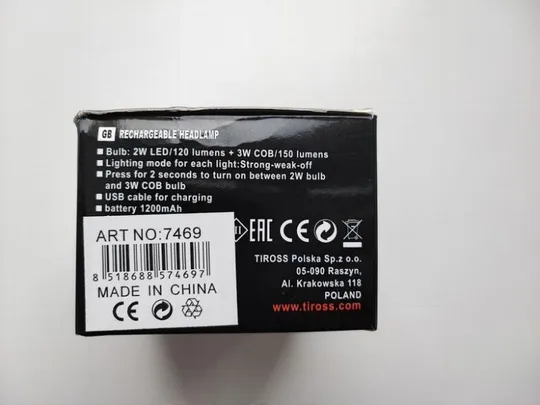 GB RECHARGEABLE HEADLAMP
Bulb: 2W LED/120 lumens + 3W COB/150 lumens
Lighting mode for each light:Strong-weak-off
Press for 2 seconds to turn on between 2W bulb
and 3W COB bulb
USB cable for charging
battery 1200mAh
ART NO:7469
8 518688 574697
MADE IN CHINA
CE
EAC CE
TIROSS Polska Sp.z o.o.
05-090 Raszyn,
Al. Krakowska 118
POLAND
www.tiross.com